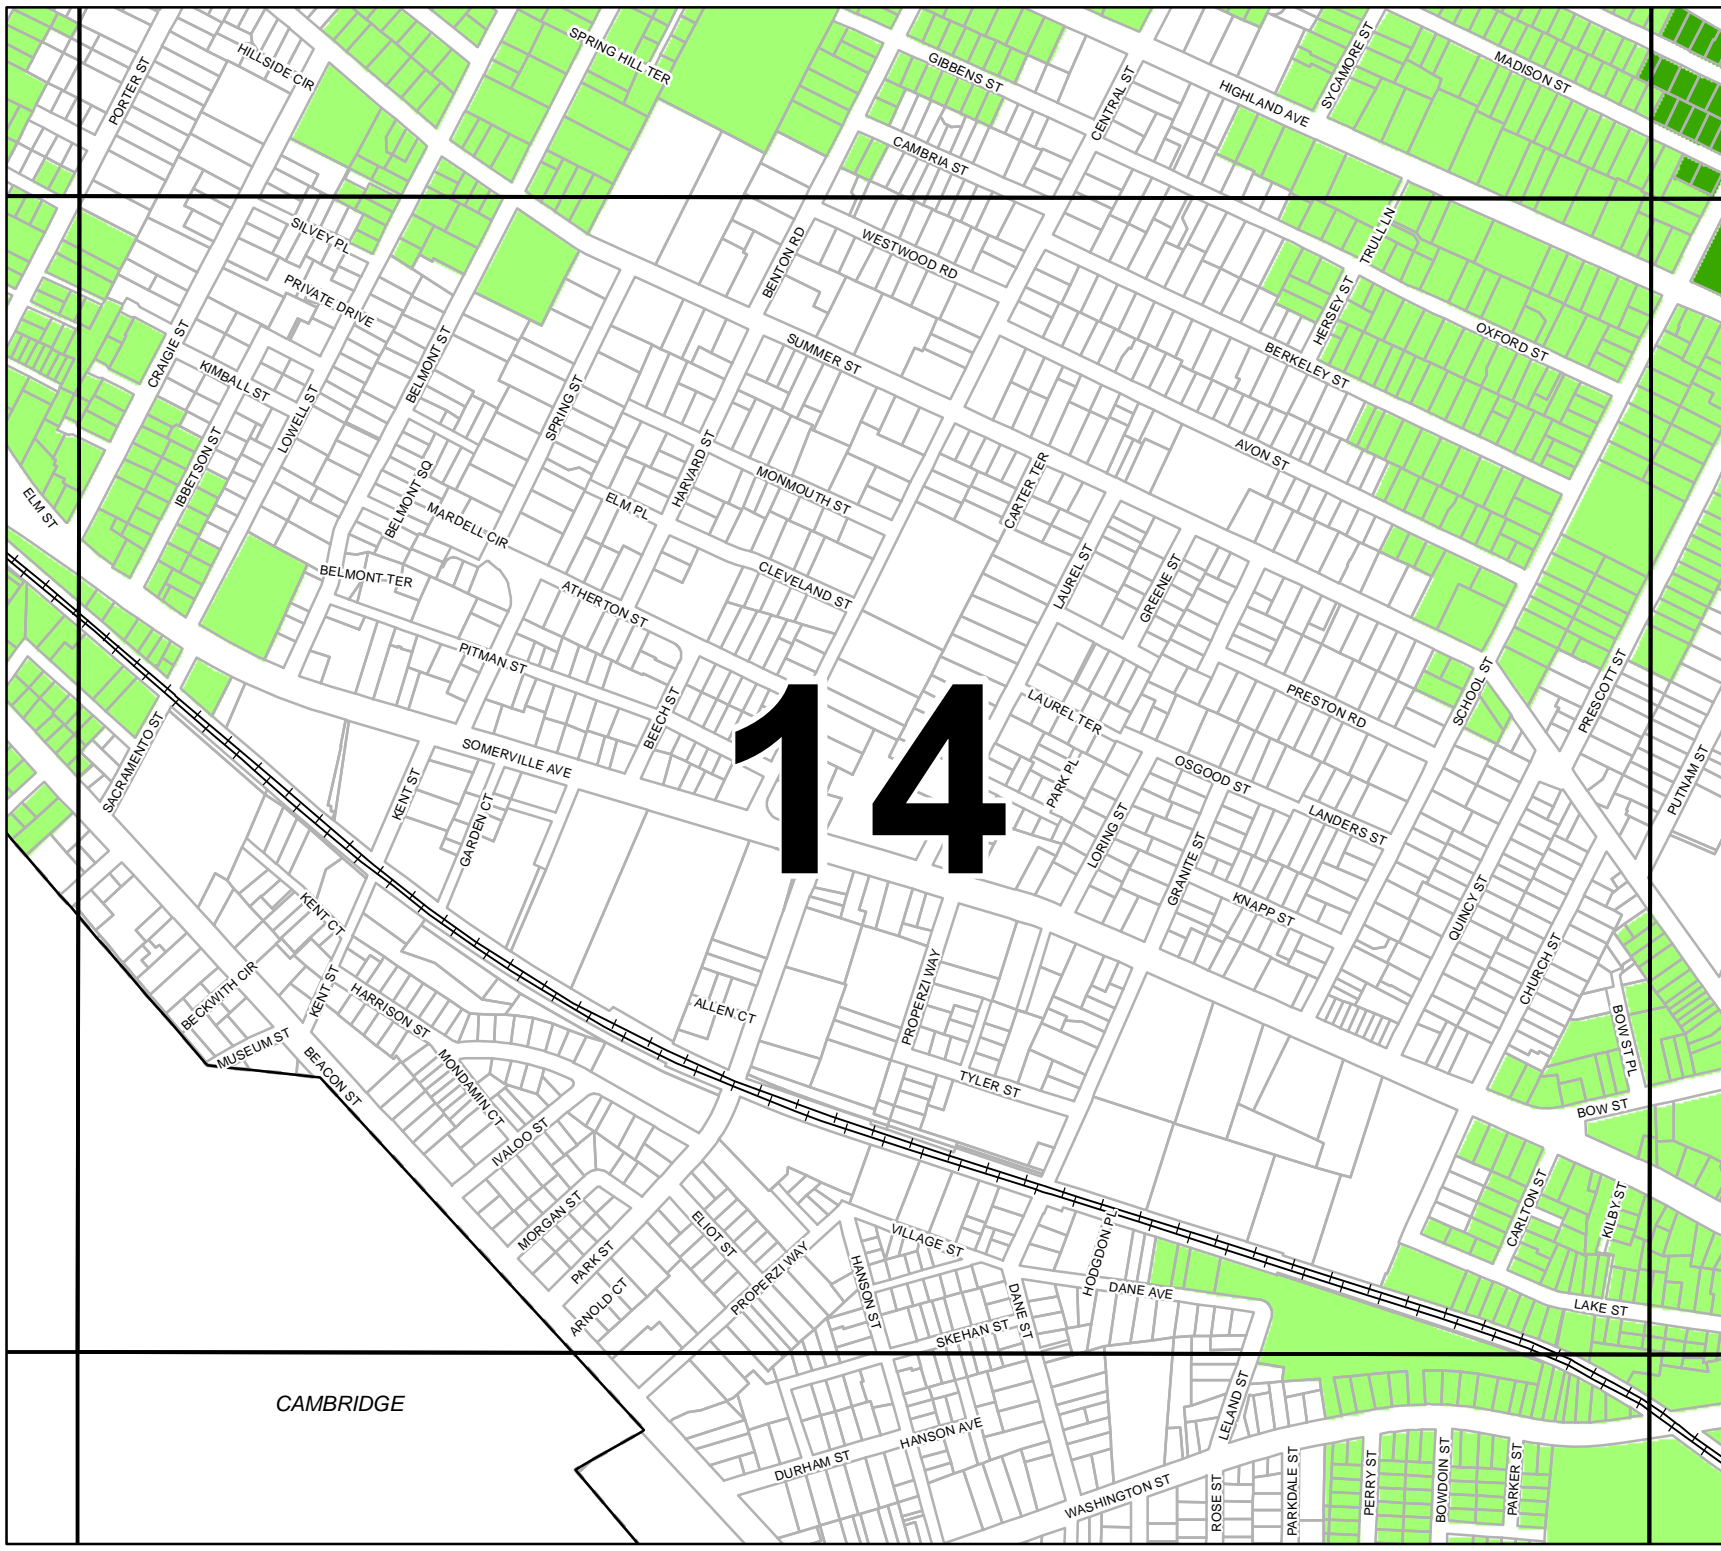 PORTER ST
HILLSIDE CIR
SPRING HILL TER
GIBBENS ST
CENTRAL ST
HIGHLAND AVE
SYCAMORE ST
MADISON ST
CAMBRIA ST
SILVEY PL
PRIVATE DRIVE
BENTON RD
WESTWOOD RD
TRULL LN
HERSEY ST
OXFORD ST
CRAIGIE ST
KIMBALL ST
BELMONT ST
SUMMER ST
BERKELEY ST
LOWELL ST
SPRING ST
IBBETSON ST
HARVARD ST
AVON ST
ELM ST
BELMONT SQ
MARDELL CIR
ELM PL
MONMOUTH ST
CARTER TER
BELMONT TER
ATHERTON ST
CLEVELAND ST
LAUREL ST
GREENE ST
PITMAN ST
BEECH ST
LAUREL TER
PRESTON RD
SCHOOL ST
PRESCOTT ST
SACRAMENTO ST
SOMERVILLE AVE
KENT ST
GARDEN CT
14
PARK PL
OSGOOD ST
LANDERS ST
PUTNAM ST
LORING ST
GRANITE ST
KNAPP ST
QUINCY ST
CHURCH ST
KENT CT
BECKWITH CIR
KENT ST
HARRISON ST
ALLEN CT
PROPERZI WAY
BOW ST PL
MUSEUM ST
BEACON ST
MONDAMIN CT
TYLER ST
BOW ST
IVALOO ST
MORGAN ST
PARK ST
ELIOT ST
ARNOLD CT
PROPERZI WAY
VILLAGE ST
HANSON ST
HODGDON PL
DANE AVE
DANE ST
SKEHAN ST
CARLTON ST
KILBY ST
LAKE ST
CAMBRIDGE
LELAND ST
HANSON AVE
DURHAM ST
WASHINGTON ST
ROSE ST
PARKDALE ST
PERRY ST
BOWDOIN ST
PARKER ST